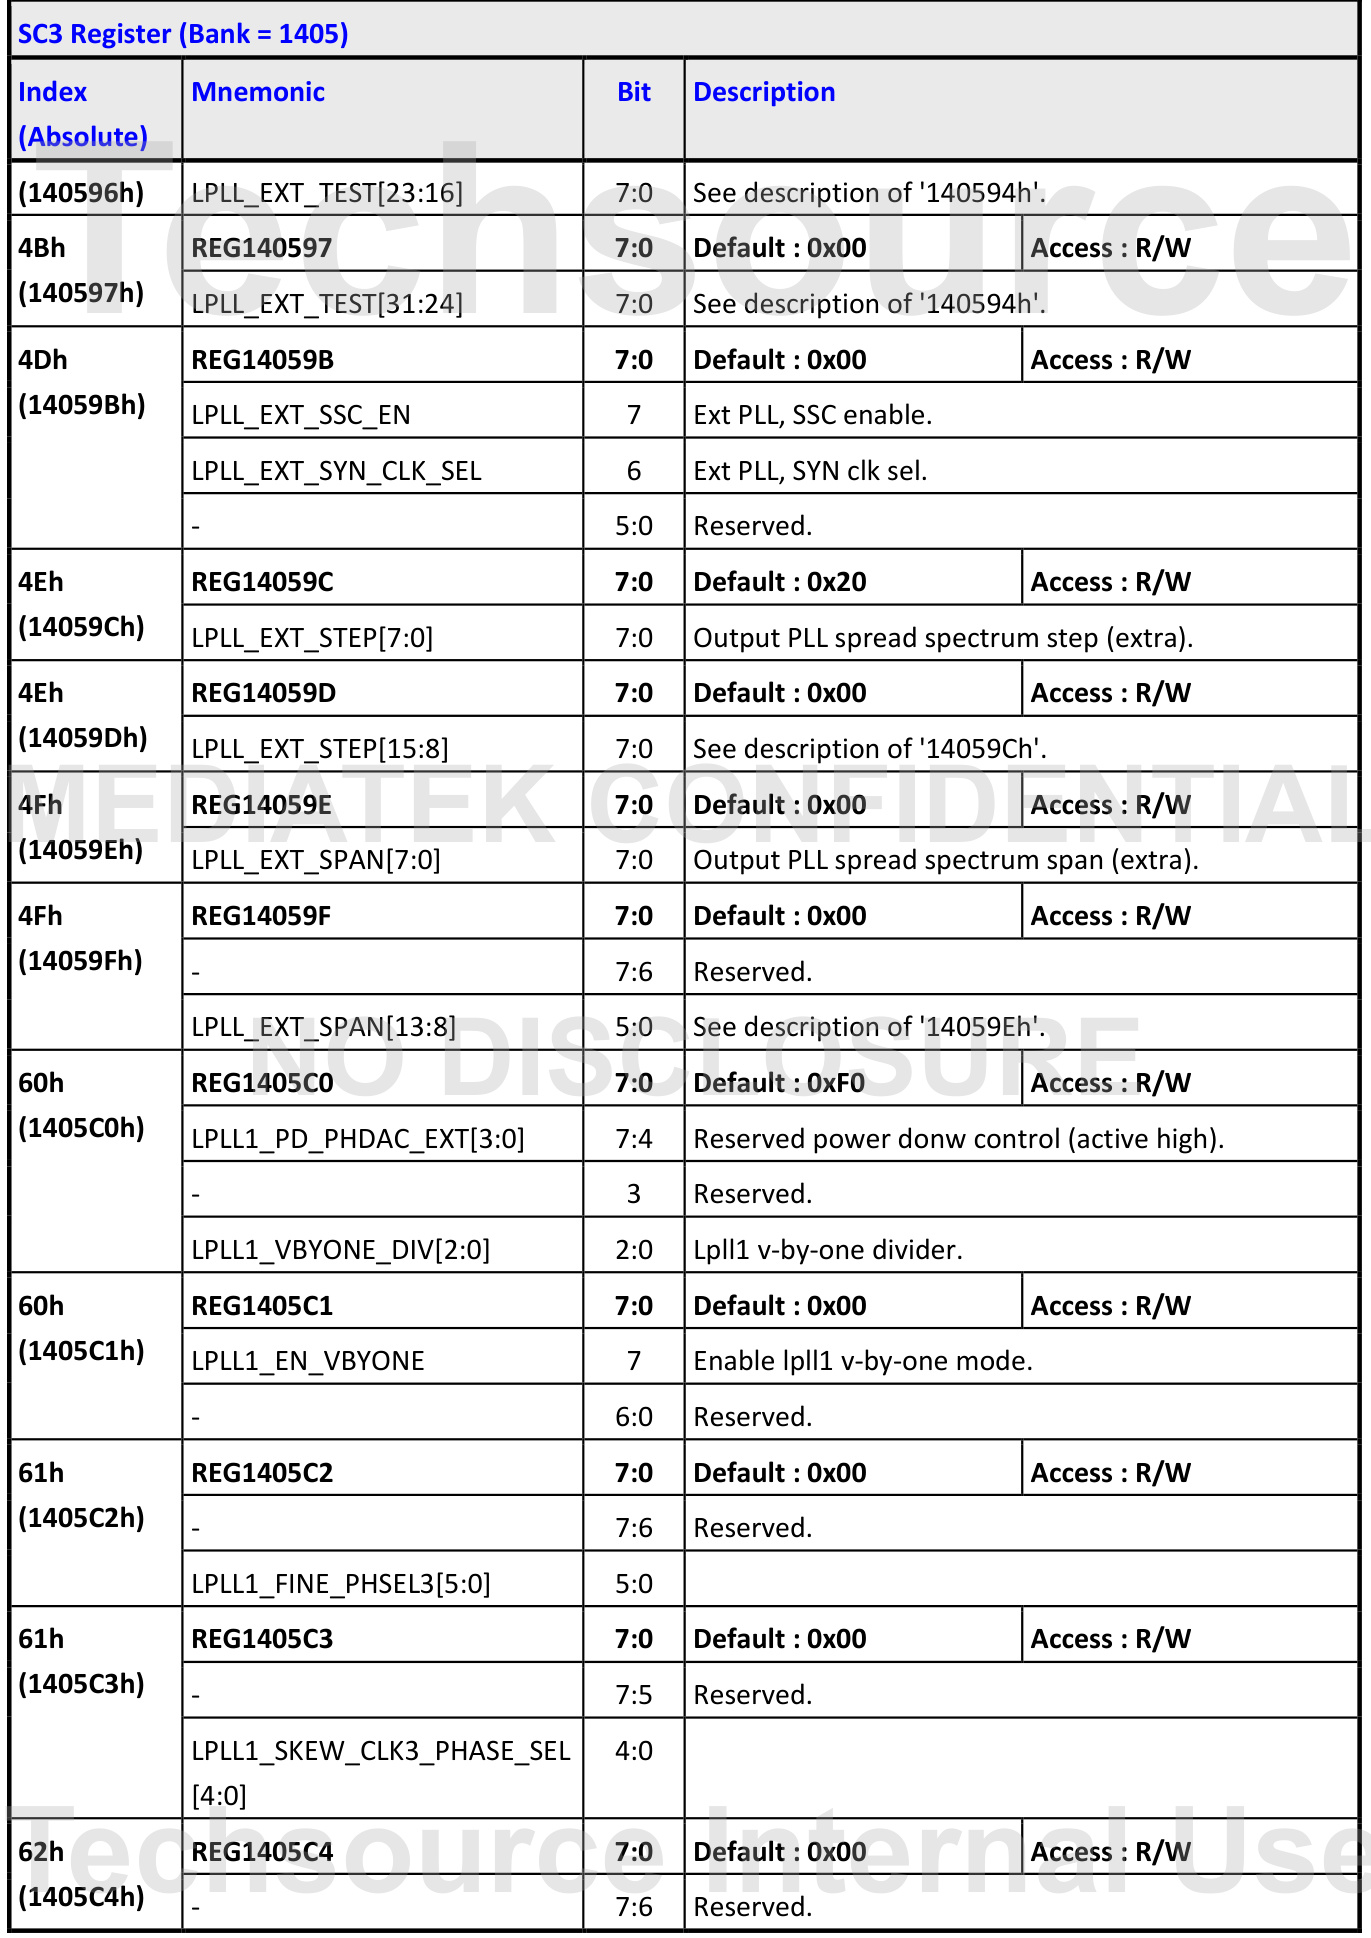 SC3 Register (Bank = 1405)
Index Mnemonic Bit Description
(Absolute)
(140596h) LPLL_EXT_TEST[23:16] 7:0 See description of '140594h'.
Techsource
4Bh REG140597 7:0 Default : 0x00 Access : R/W
(140597h)
LPLL_EXT_TEST[31:24] 7:0 See description of '140594h'.
4Dh REG14059B 7:0 Default : 0x00 Access : R/W
(14059Bh)
LPLL_EXT_SSC_EN 7 Ext PLL, SSC enable.
LPLL_EXT_SYN_CLK_SEL 6 Ext PLL, SYN clk sel.
- 5:0 Reserved.
4Eh REG14059C 7:0 Default : 0x20 Access : R/W
(14059Ch)
LPLL_EXT_STEP[7:0] 7:0 Output PLL spread spectrum step (extra).
4Eh REG14059D 7:0 Default : 0x00 Access : R/W
(14059Dh)
LPLL_EXT_STEP[15:8] 7:0 See description of '14059Ch'.
MEDIATEK CONFIDENTIAL
4Fh REG14059E 7:0 Default : 0x00 Access : R/W
(14059Eh)
LPLL_EXT_SPAN[7:0] 7:0 Output PLL spread spectrum span (extra).
4Fh REG14059F 7:0 Default : 0x00 Access : R/W
(14059Fh)
- 7:6 Reserved.
LPLL_EXT_SPAN[13:8] 5:0 See description of '14059Eh'.
NO DISCLOSURE
60h REG1405C0 7:0 Default : 0xF0 Access : R/W
(1405C0h)
LPLL1_PD_PHDAC_EXT[3:0] 7:4 Reserved power donw control (active high).
- 3 Reserved.
LPLL1_VBYONE_DIV[2:0] 2:0 Lpll1 v-by-one divider.
60h REG1405C1 7:0 Default : 0x00 Access : R/W
(1405C1h)
LPLL1_EN_VBYONE 7 Enable lpll1 v-by-one mode.
- 6:0 Reserved.
61h REG1405C2 7:0 Default : 0x00 Access : R/W
(1405C2h)
- 7:6 Reserved.
LPLL1_FINE_PHSEL3[5:0] 5:0
61h REG1405C3 7:0 Default : 0x00 Access : R/W
(1405C3h)
- 7:5 Reserved.
LPLL1_SKEW_CLK3_PHASE_SEL 4:0
[4:0]
Techsource Internal Use
62h REG1405C4 7:0 Default : 0x00 Access : R/W
(1405C4h)
- 7:6 Reserved.